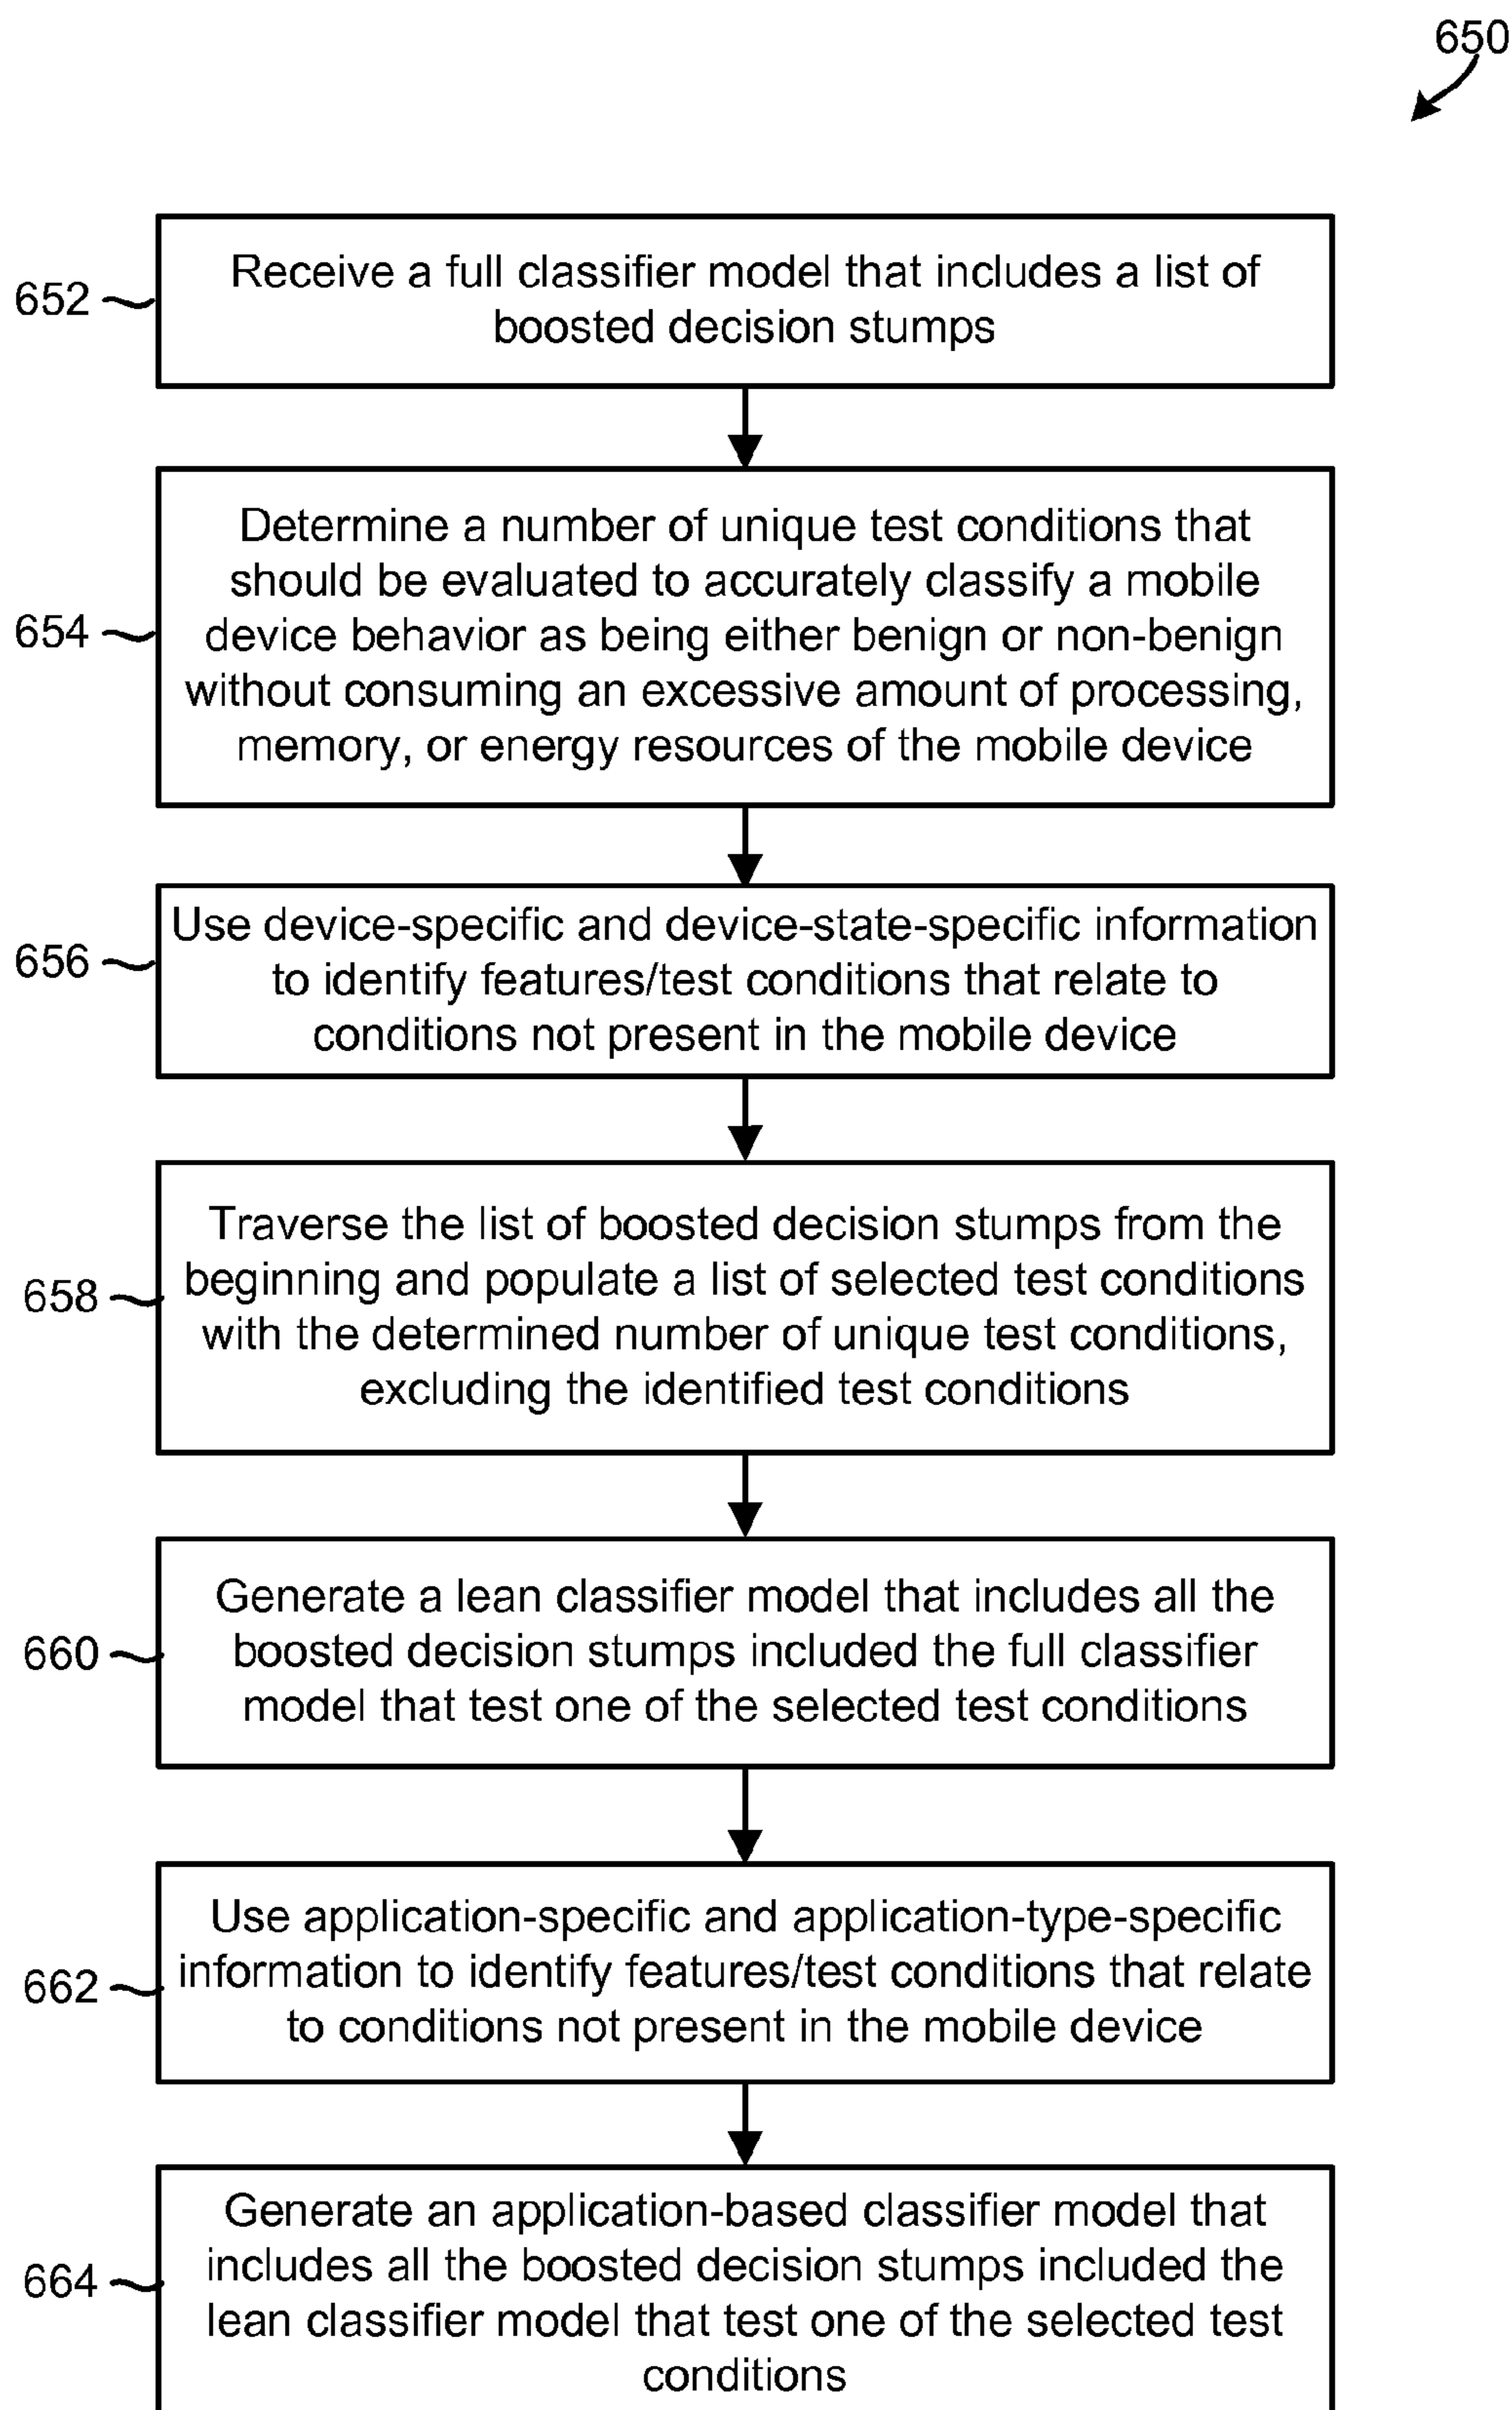 650
652
Receive a full classifier model that includes a list of
boosted decision stumps
654
Determine a number of unique test conditions that
should be evaluated to accurately classify a mobile
device behavior as being either benign or non-benign
without consuming an excessive amount of processing,
memory, or energy resources of the mobile device
656
Use device-specific and device-state-specific information
to identify features/test conditions that relate to
conditions not present in the mobile device
658
Traverse the list of boosted decision stumps from the
beginning and populate a list of selected test conditions
with the determined number of unique test conditions,
excluding the identified test conditions
660
Generate a lean classifier model that includes all the
boosted decision stumps included the full classifier
model that test one of the selected test conditions
662
Use application-specific and application-type-specific
information to identify features/test conditions that relate
to conditions not present in the mobile device
664
Generate an application-based classifier model that
includes all the boosted decision stumps included the
lean classifier model that test one of the selected test
conditions